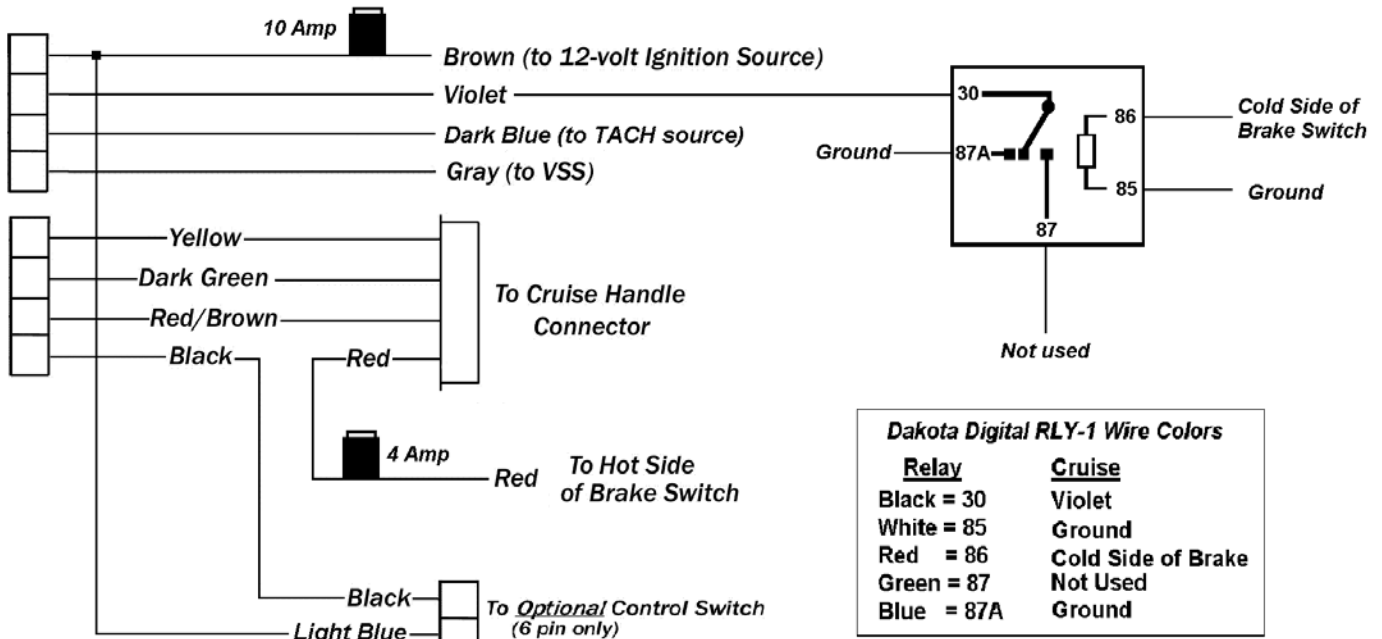 10 Amp
Brown (to 12-volt Ignition Source)
Violet
Dark Blue (to TACH source)
Gray (to VSS)
30
86
Cold Side of
Brake Switch
Ground
87A
85
Ground
87
Not used
Yellow
Dark Green
Red/Brown
Black
Red
To Cruise Handle
Connector
4 Amp
Red
To Hot Side
of Brake Switch
Black
Light Blue
To Optional Control Switch
(6 pin only)
Dakota Digital RLY-1 Wire Colors
Relay Cruise
Black = 30 Violet
White = 85 Ground
Red = 86 Cold Side of Brake
Green = 87 Not Used
Blue = 87A Ground